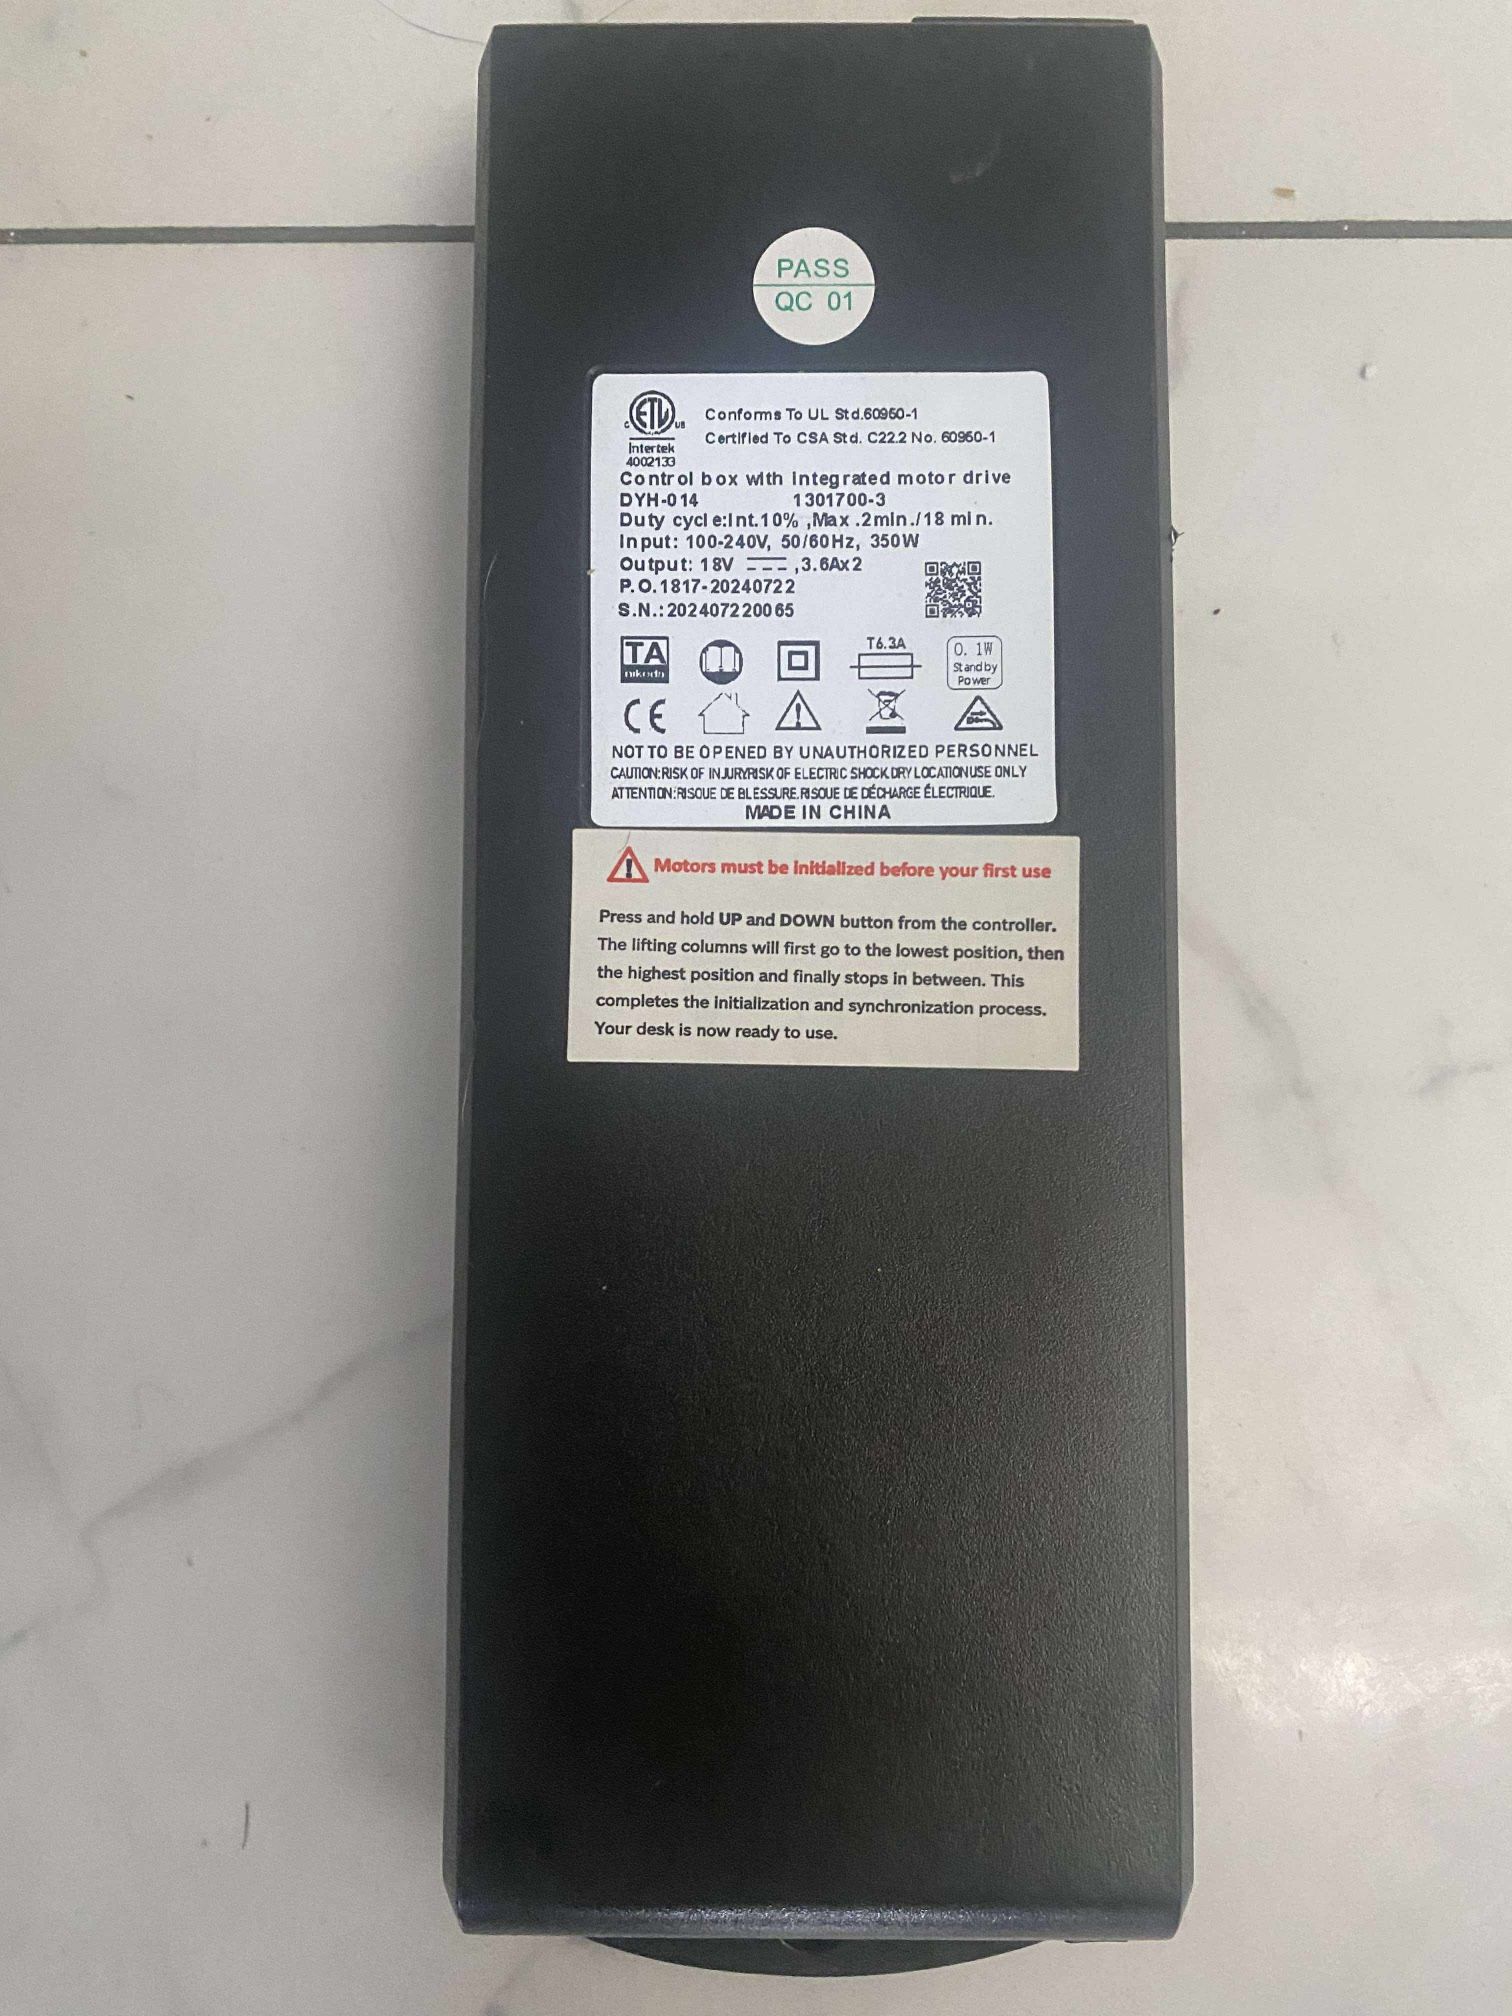 PASS
QC 01
ETL
C US
Intertek
4002133
Conforms To UL Std.60950-1
Certified To CSA Std. C22.2 No. 60950-1
Control box with integrated motor drive
DYH-014 1301700-3
Duty cycle:Int.10% ,Max .2min./18 min.
Input: 100-240V, 50/60Hz, 350W
Output: 18V ,3.6Ax2
P.O.1817-20240722
S.N.:202407220065
TA
T6.3A
0. 1W
Standby
Power
CE
NOT TO BE OPENED BY UNAUTHORIZED PERSONNEL
CAUTION:RISK OF INJURYRISK OF ELECTRIC SHOCK.DRY LOCATIONUSE ONLY
ATTENTION:RISQUE DE BLESSURE.RISQUE DE DÉCHARGE ÉLECTRIQUE.
MADE IN CHINA
Motors must be initialized before your first use
Press and hold UP and DOWN button from the controller.
The lifting columns will first go to the lowest position, then
the highest position and finally stops in between. This
completes the initialization and synchronization process.
Your desk is now ready to use.